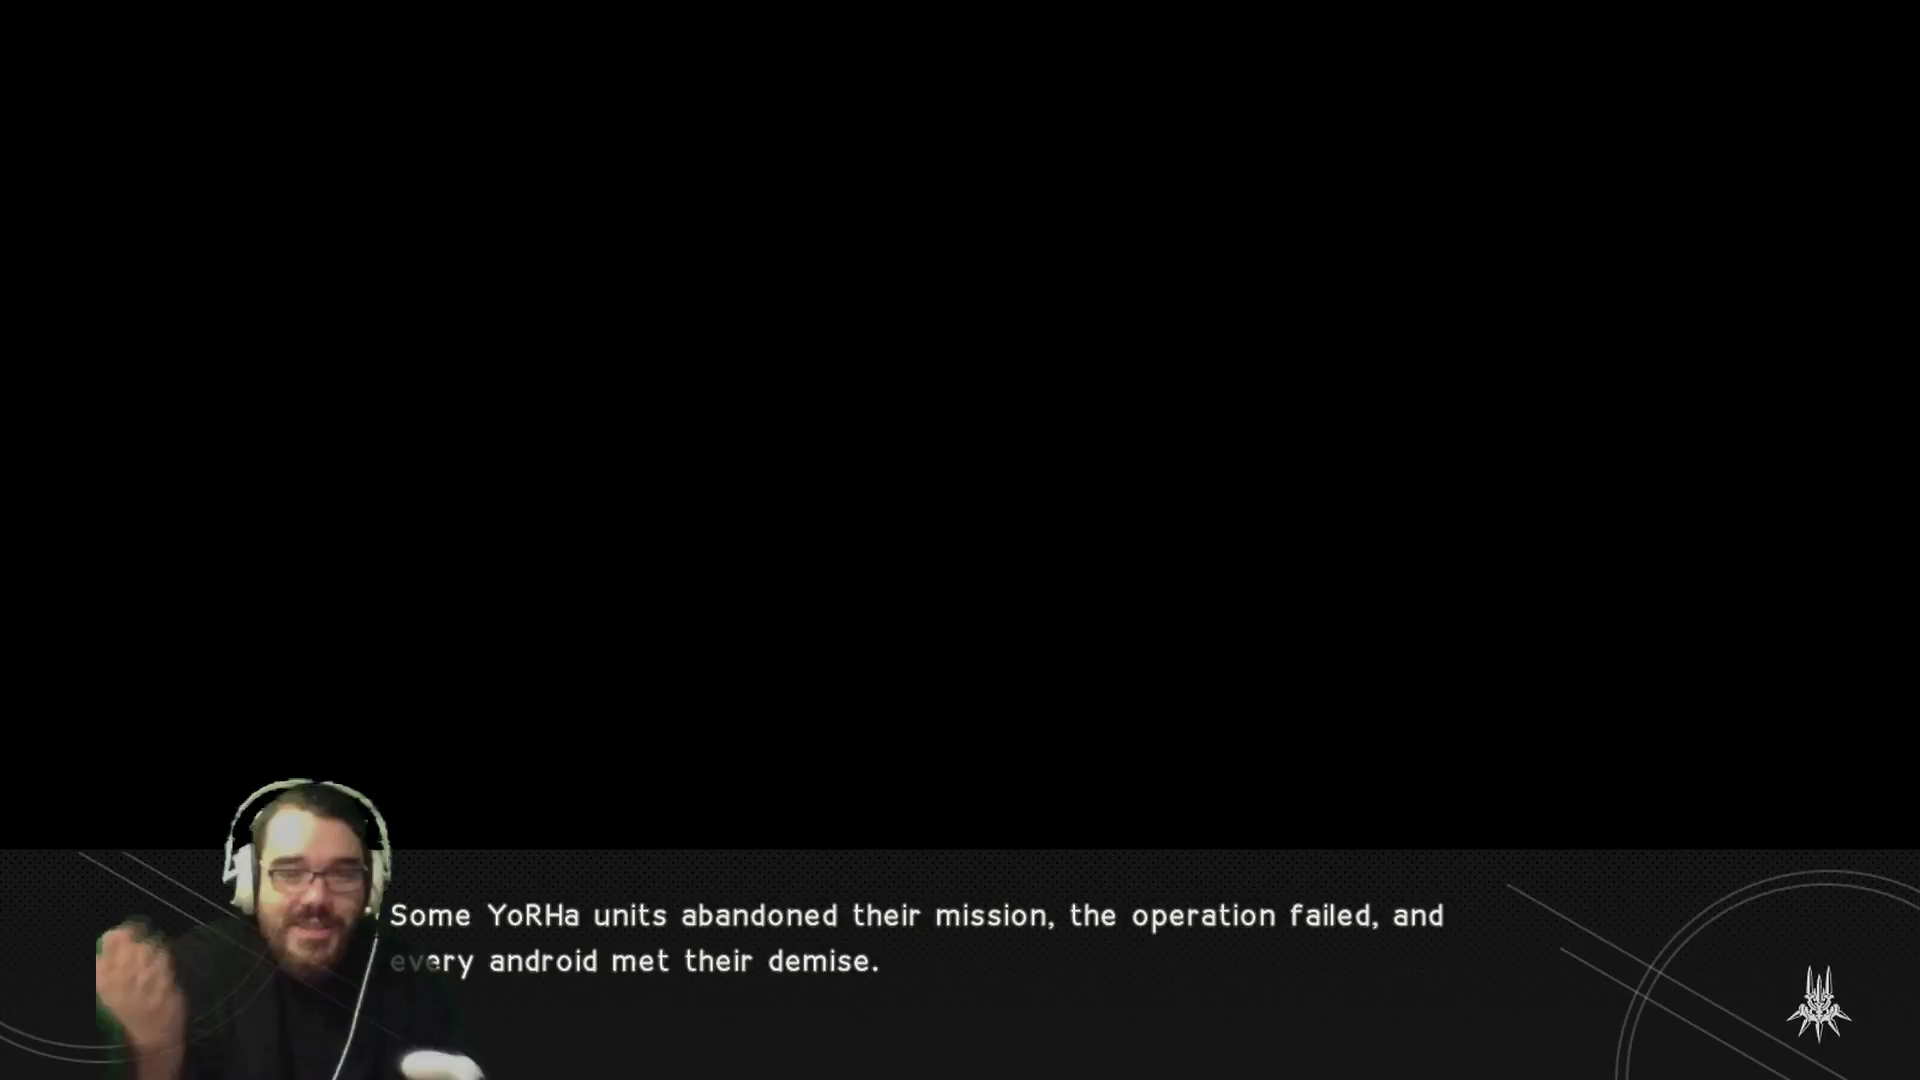 Some YoRHa units abandoned their mission, the operation failed, and
every android met their demise.